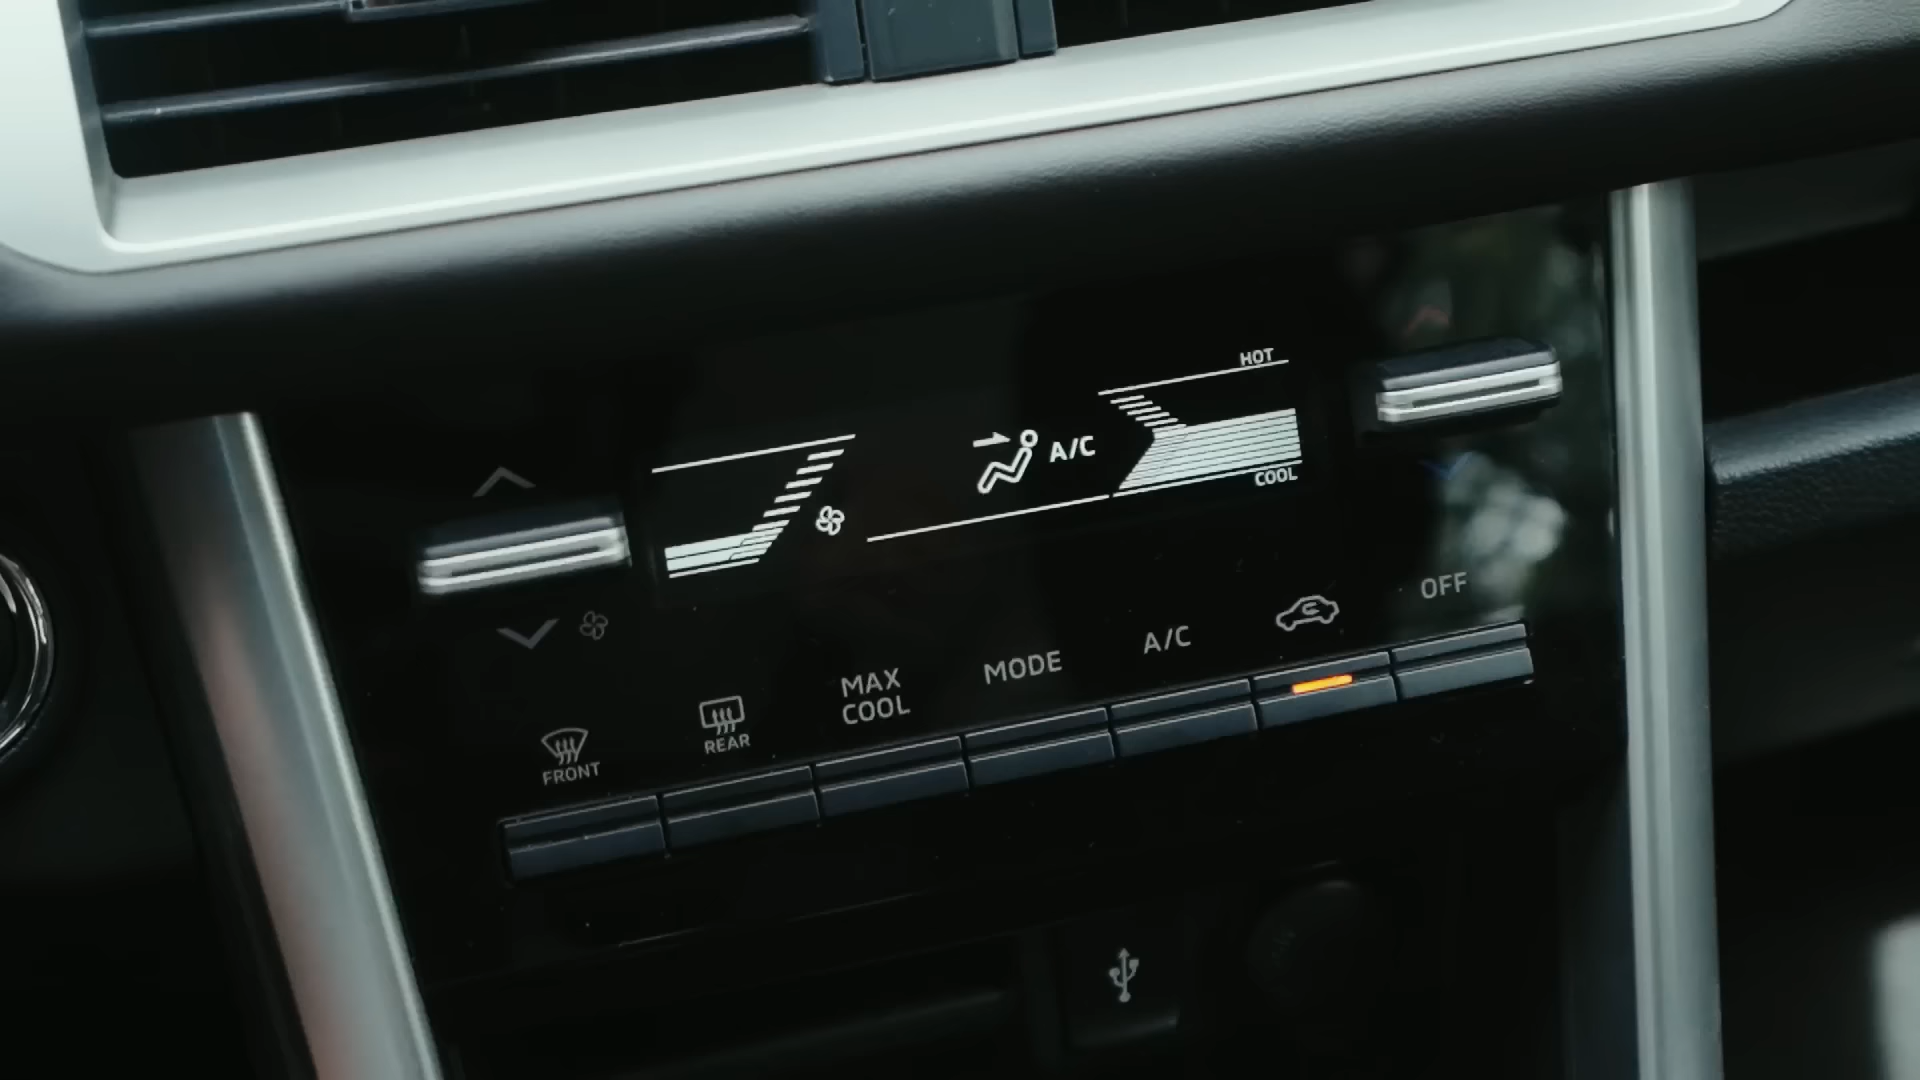 HOT
A/C
COOL
OFF
A/C
MODE
MAX
COOL
REAR
FRONT